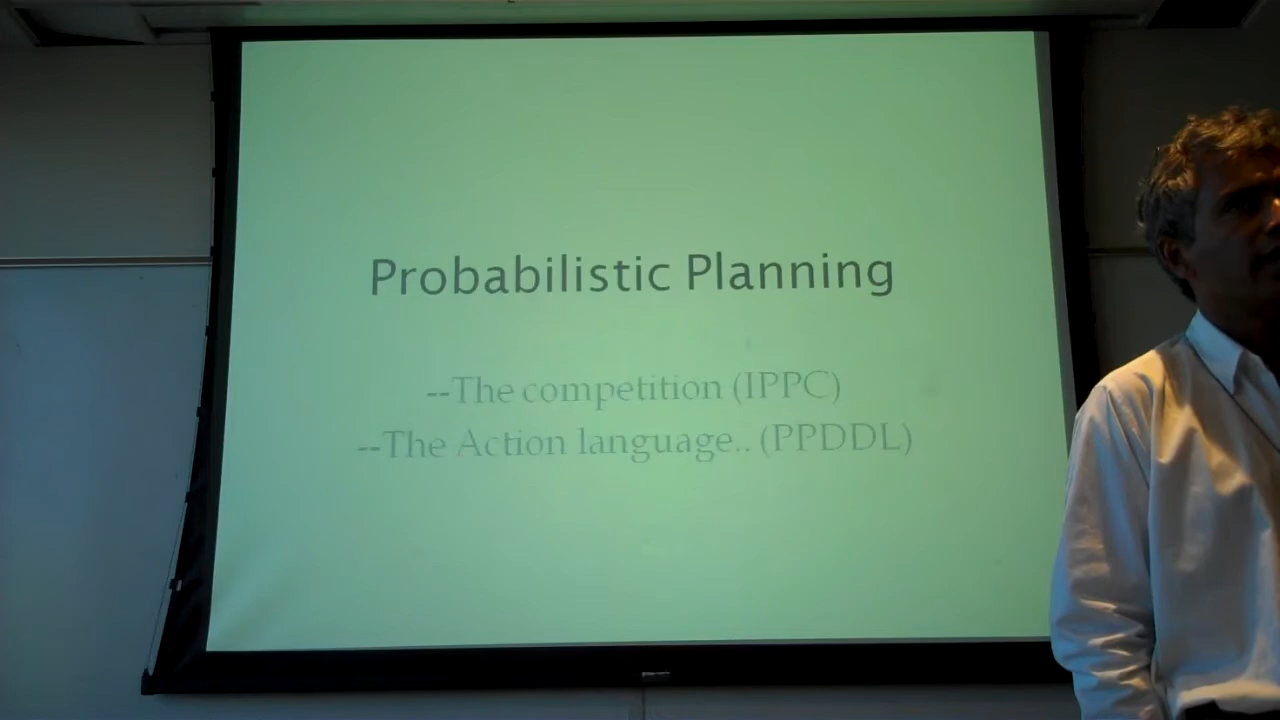 Probabilistic Planning
--The competition (IPPC)
--The Action language.. (PPDDL)